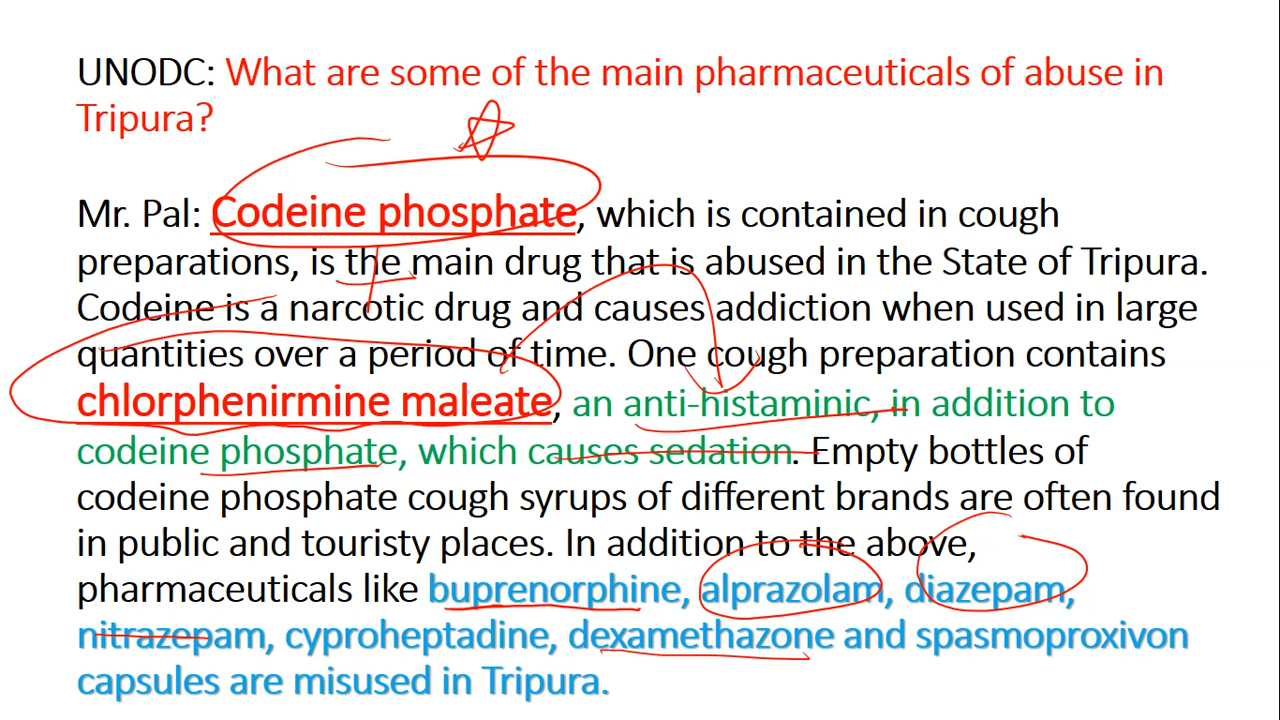 UNODC: What are some of the main pharmaceuticals of abuse in
Tripura?
Mr. Pal: Codeine phosphate, which is contained in cough
preparations, is the main drug that is abused in the State of Tripura.
Codeine is a narcotic drug and causes addiction when used in large
quantities over a period of time. One cough preparation contains
chlorphenirmine maleate, an anti-histaminic, in addition to
codeine phosphate, which causes sedation. Empty bottles of
codeine phosphate cough syrups of different brands are often found
in public and touristy places. In addition to the above,
pharmaceuticals like buprenorphine, alprazolam, diazepam,
nitrazepam, cyproheptadine, dexamethazone and spasmoproxivon
capsules are misused in Tripura.